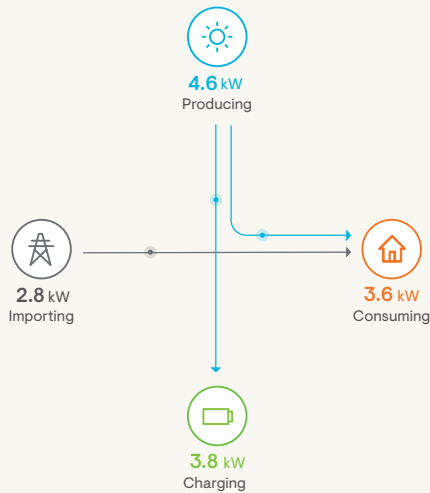 4.6 kW
Producing
2.8 kW
Importing
3.6 kW
Consuming
3.8 kW
Charging